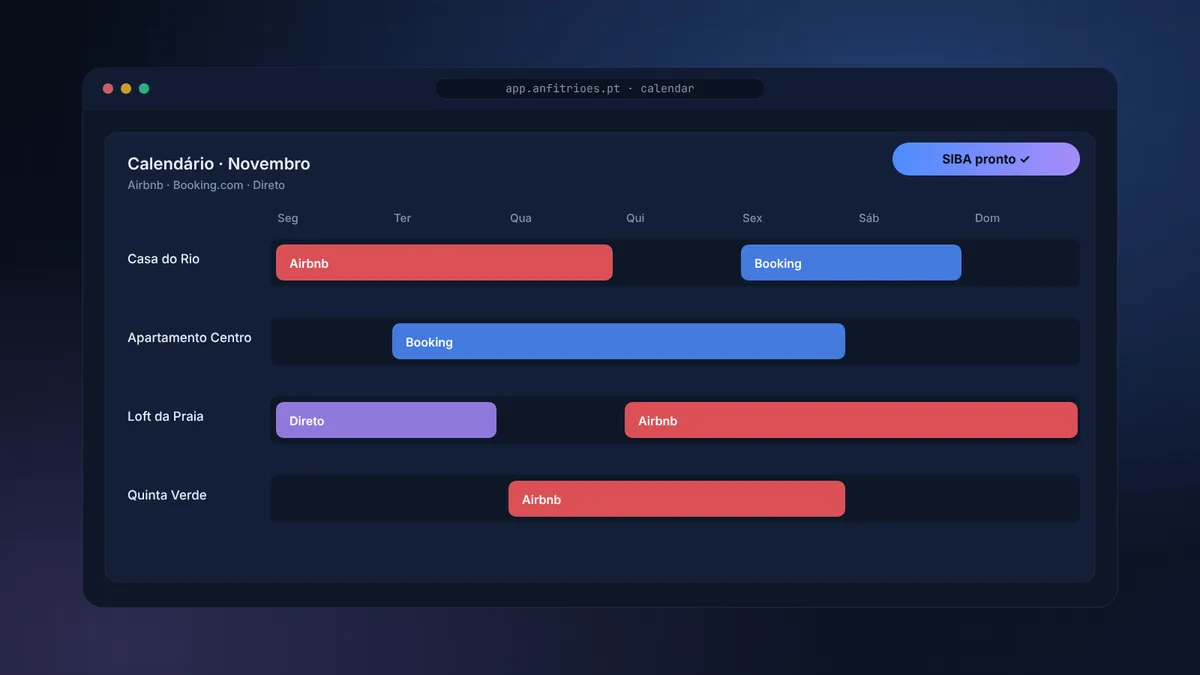 app.anfitrioes.pt · calendar
Calendário · Novembro
SIBA pronto ✓
Airbnb · Booking.com · Direto
Seg Ter Qua Qui Sex Sáb Dom
Casa do Rio
Airbnb
Booking
Apartamento Centro
Booking
Loft da Praia
Direto
Airbnb
Quinta Verde
Airbnb